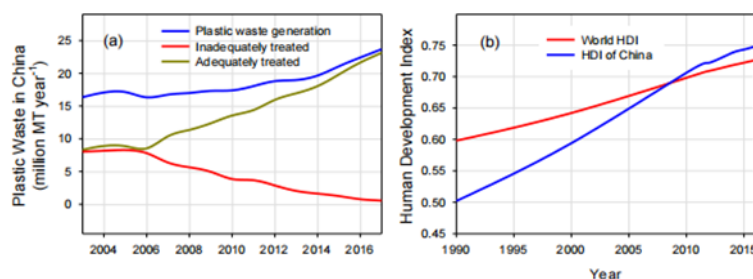 (a)
Plastic waste generation
Inadequately treated
Adequately treated
Plastic Waste in China
(million MT year⁻¹)
25
20
15
10
5
0
2004 2006 2008 2010 2012 2014 2016
(b)
World HDI
HDI of China
Human Development Index
0.75
0.70
0.65
0.60
0.55
0.50
0.45
1990 1995 2000 2005 2010 2015
Year